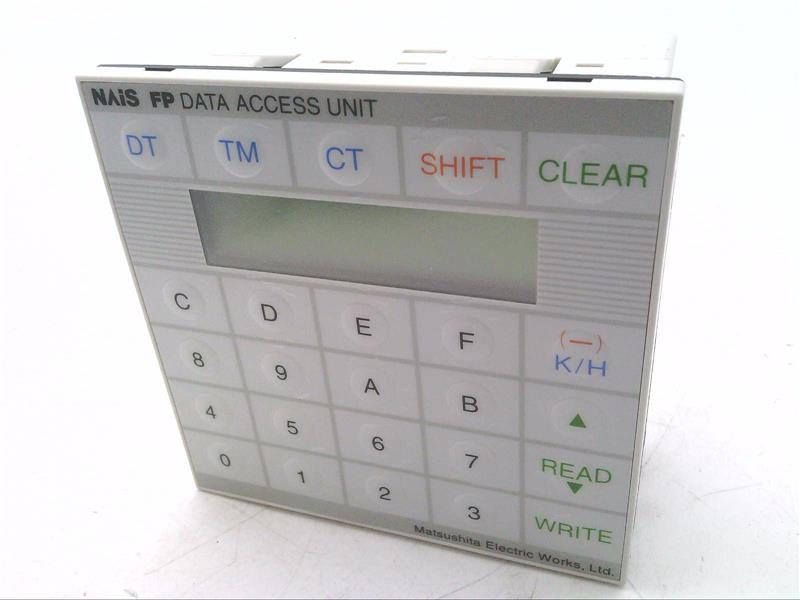 NAiS FP DATA ACCESS UNIT
DT TM CT SHIFT CLEAR
C D E F (—)
K/H
8 9 A B ▲
4 5 6 7 READ
▼
0 1 2 3 WRITE
Matsushita Electric Works, Ltd.